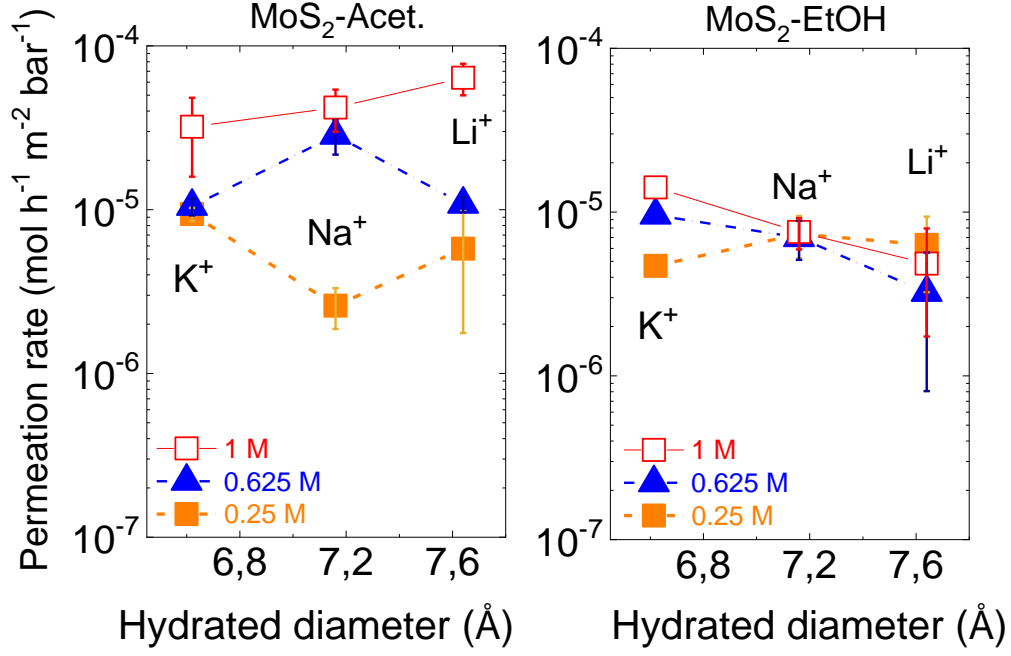 MoS₂-Acet.
MoS₂-EtOH
Permeation rate (mol h⁻¹ m⁻² bar⁻¹)
10⁻⁴
10⁻⁵
10⁻⁶
10⁻⁷
K⁺
Na⁺
Li⁺
1 M
0.625 M
0.25 M
6,8
7,2
7,6
Hydrated diameter (Å)
10⁻⁴
10⁻⁵
10⁻⁶
10⁻⁷
K⁺
Na⁺
Li⁺
1 M
0.625 M
0.25 M
6,8
7,2
7,6
Hydrated diameter (Å)